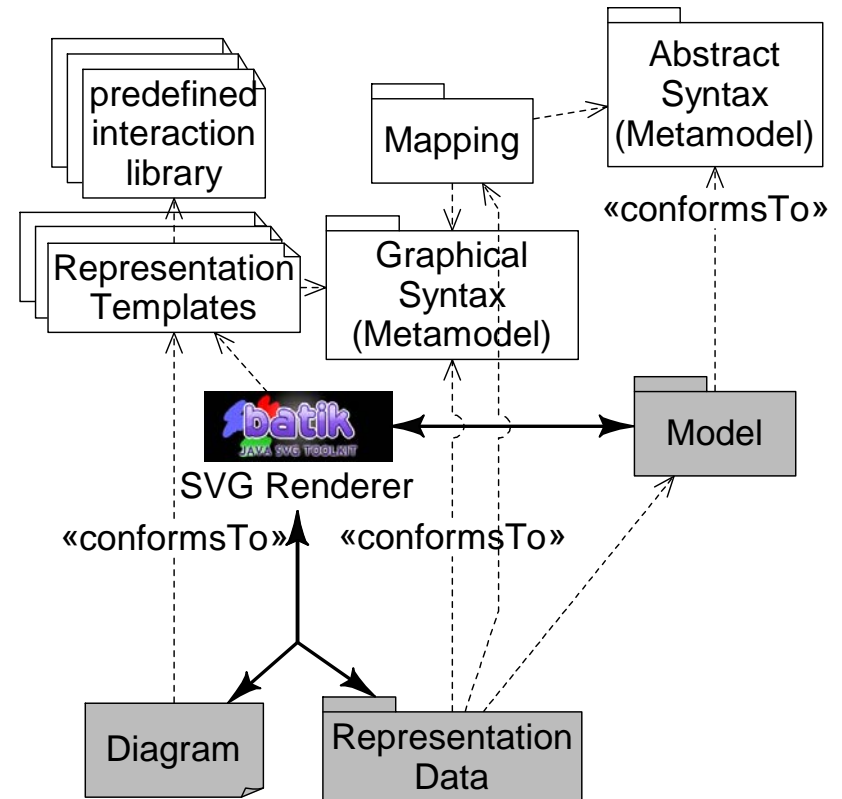 predefined
interaction
library
Mapping
Abstract
Syntax
(Metamodel)
«conformsTo»
Representation
Templates
Graphical
Syntax
(Metamodel)
batik
JAVA SVG TOOLKIT
SVG Renderer
Model
«conformsTo»
«conformsTo»
Diagram
Representation
Data